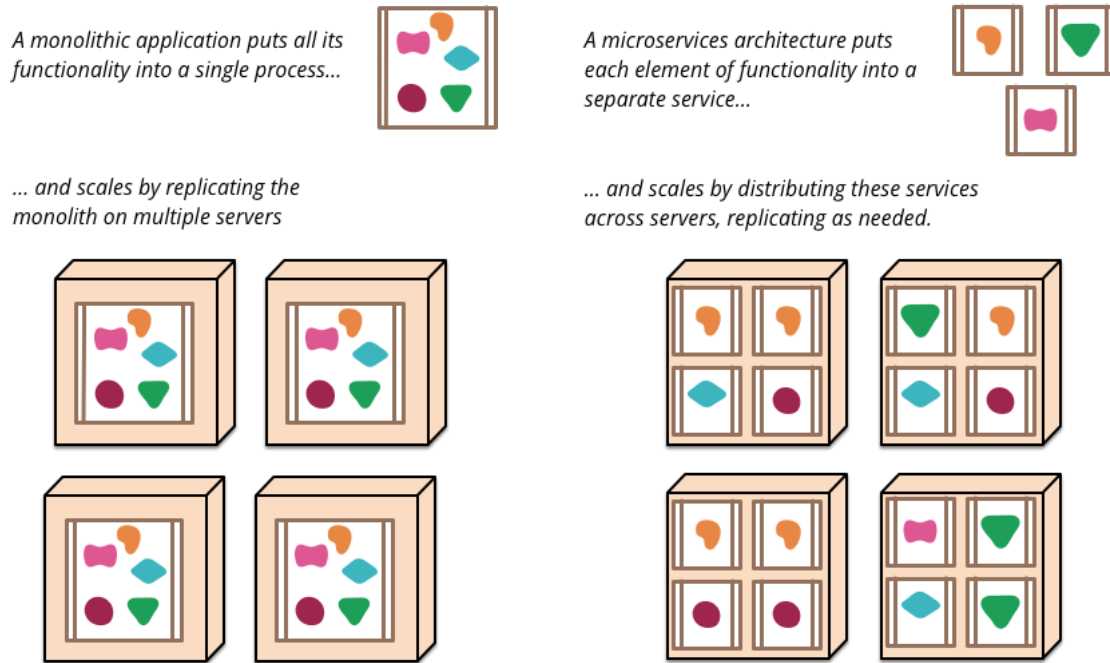 A monolithic application puts all its
functionality into a single process...
... and scales by replicating the
monolith on multiple servers
A microservices architecture puts
each element of functionality into a
separate service...
... and scales by distributing these services
across servers, replicating as needed.